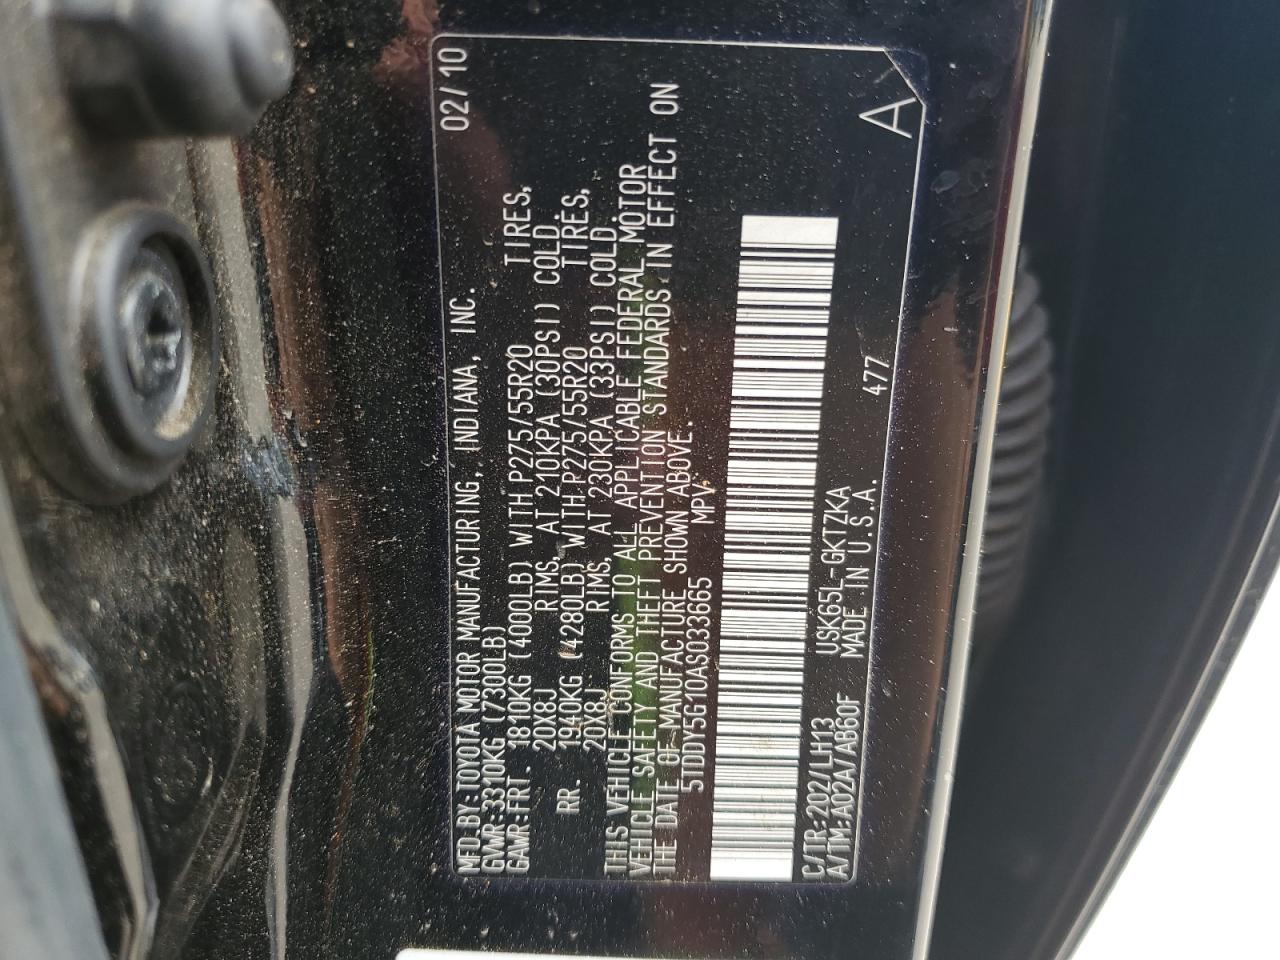 MFD.BY:TOYOTA MOTOR MANUFACTURING, INDIANA, INC. 02/10
GVWR:3310KG (7300LB)
GAWR:FRT. 1810KG (4000LB) WITH P275/55R20 TIRES,
20X8J RIMS, AT 210KPA (30PSI) COLD.
RR. 1940KG (4280LB) WITH P275/55R20 TIRES,
20X8J RIMS, AT 230KPA (33PSI) COLD.
THIS VEHICLE CONFORMS TO ALL APPLICABLE FEDERAL MOTOR
VEHICLE SAFETY AND THEFT PREVENTION STANDARDS IN EFFECT ON
THE DATE OF MANUFACTURE SHOWN ABOVE.
5TDDY5G10AS033665 MPV
C/TR:202/LH13 USK65L-GKTZKA
A/TM:A02A/AB60F MADE IN U.S.A. 477
A